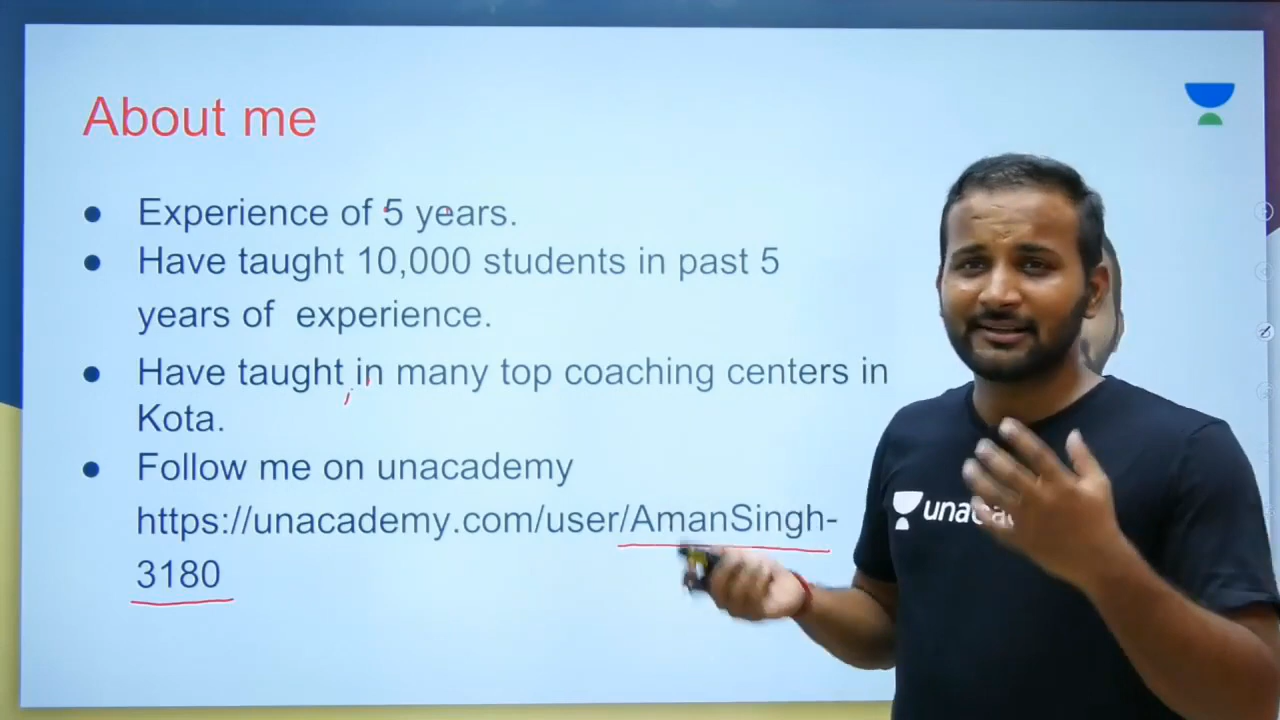 About me
● Experience of 5 years.
● Have taught 10,000 students in past 5
years of experience.
● Have taught in many top coaching centers in
Kota.
● Follow me on unacademy
https://unacademy.com/user/AmanSingh-
3180